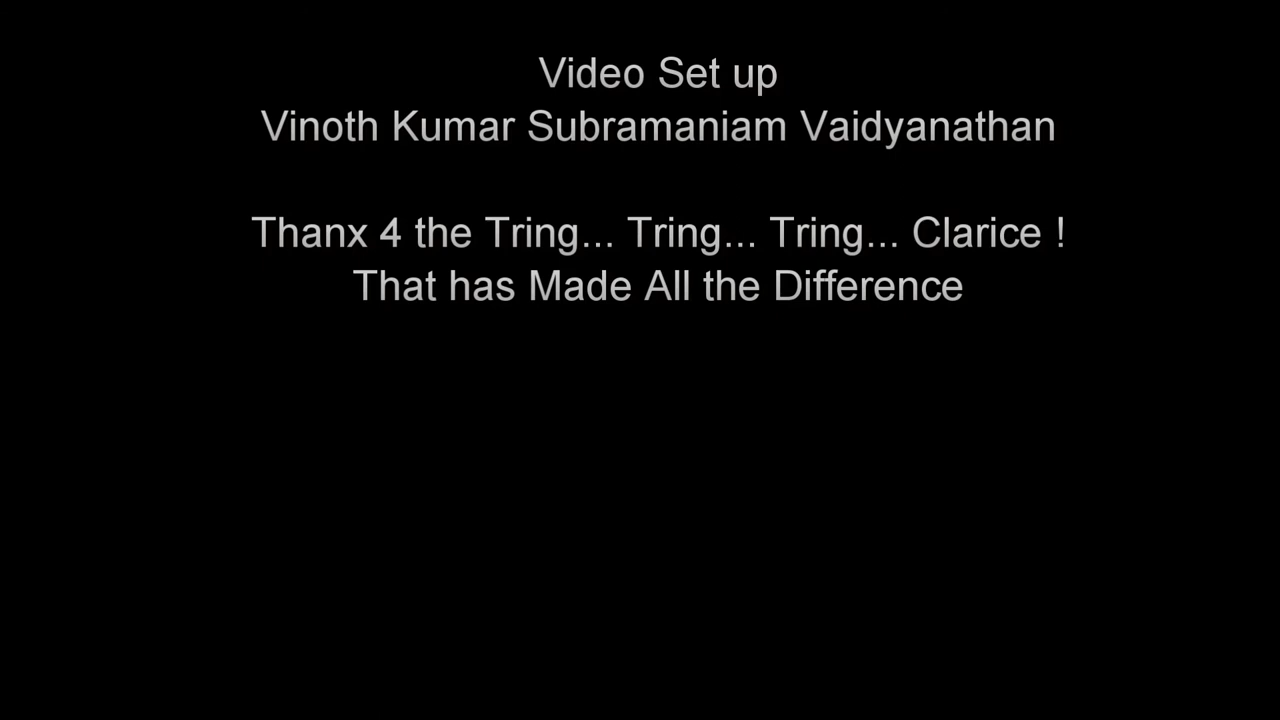 Video Set up
Vinoth Kumar Subramaniam Vaidyanathan
Thanx 4 the Tring... Tring... Tring... Clarice !
That has Made All the Difference